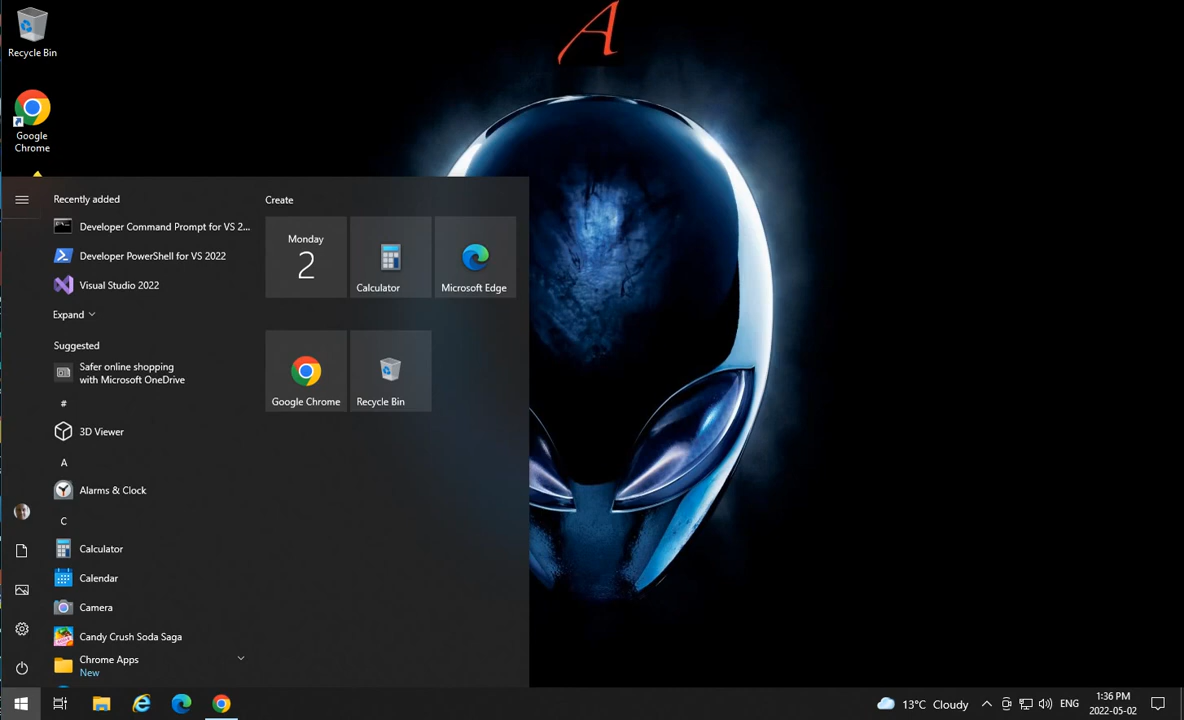 A
Recycle Bin
Google
Chrome
Recently added
Developer Command Prompt for VS 2...
Developer PowerShell for VS 2022
Visual Studio 2022
Expand
Suggested
Safer online shopping
with Microsoft OneDrive
#
3D Viewer
A
Alarms & Clock
C
Calculator
Calendar
Camera
Candy Crush Soda Saga
Chrome Apps
New
Create
Monday
2
Calculator
Microsoft Edge
Google Chrome
Recycle Bin
13°C Cloudy
ENG
1:36 PM
2022-05-02